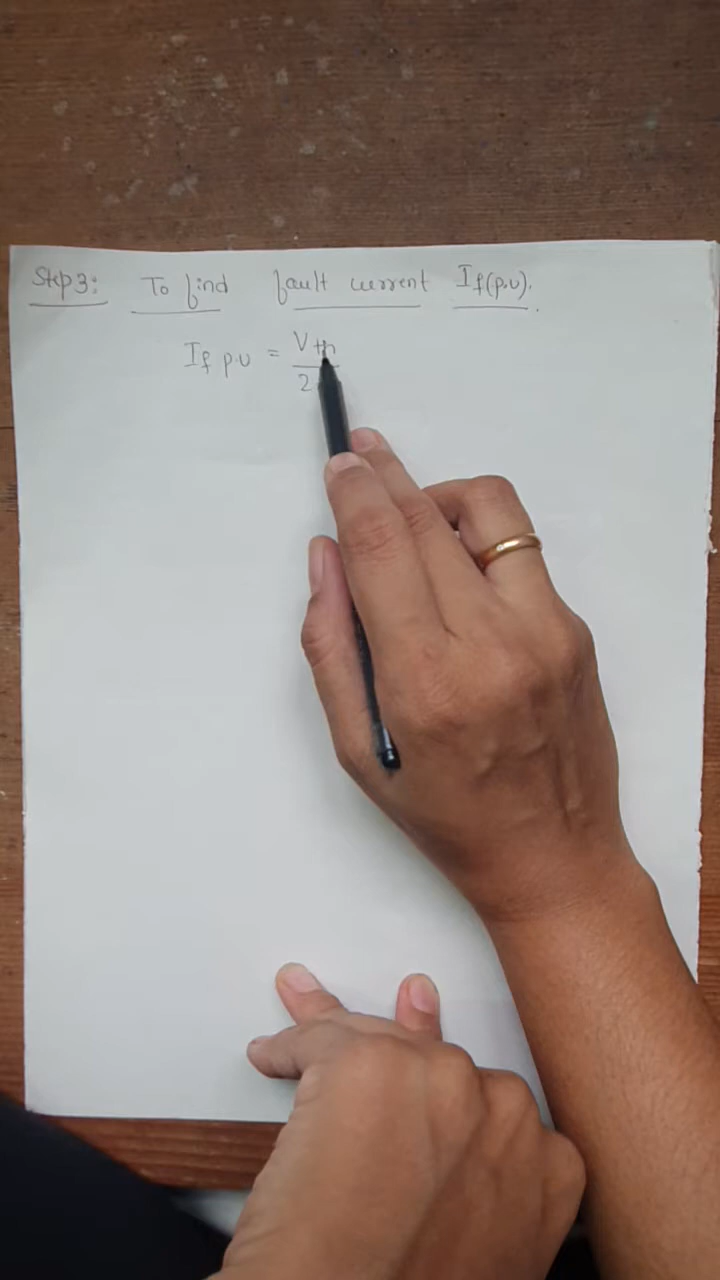 Step 3: To find fault current If(p.u).
If p.u = Vth
2